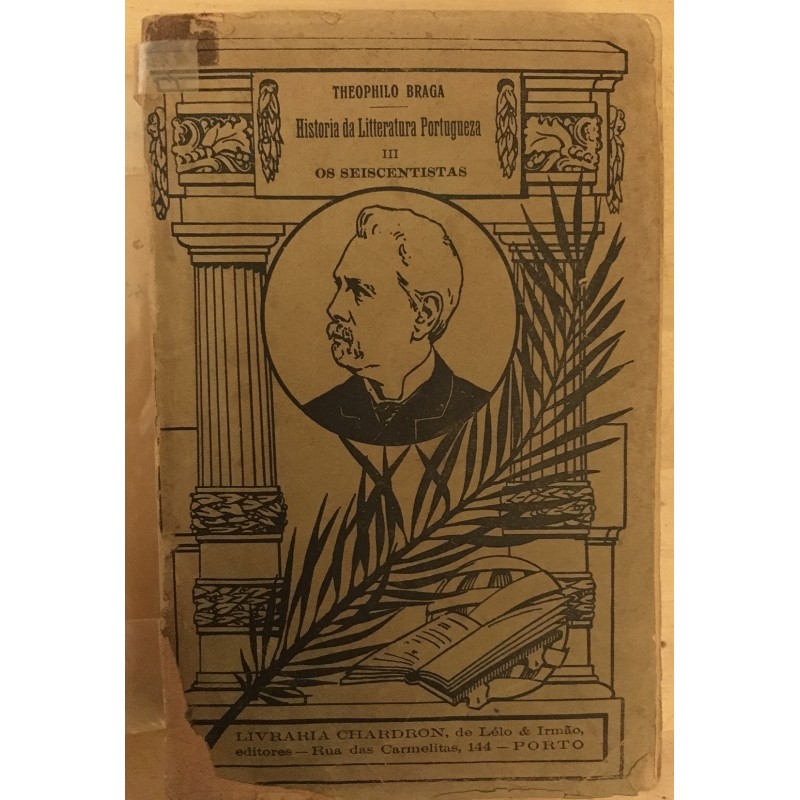 THEOPHILO BRAGA
Historia da Litteratura Portugueza
III
OS SEISCENTISTAS
LIVRARIA CHARDRON, de Lélo & Irmão,
editores — Rua das Carmelitas, 144 — PORTO